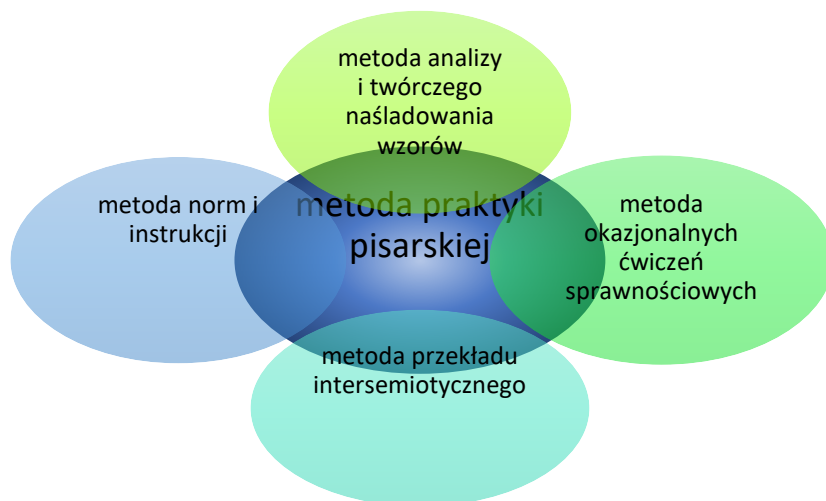 metoda analizy
i twórczego
naśladowania
wzorów
metoda norm i
instrukcji
metoda praktyki
pisarskiej
metoda
okazjonalnych
ćwiczeń
sprawnościowych
metoda przekładu
intersemiotycznego